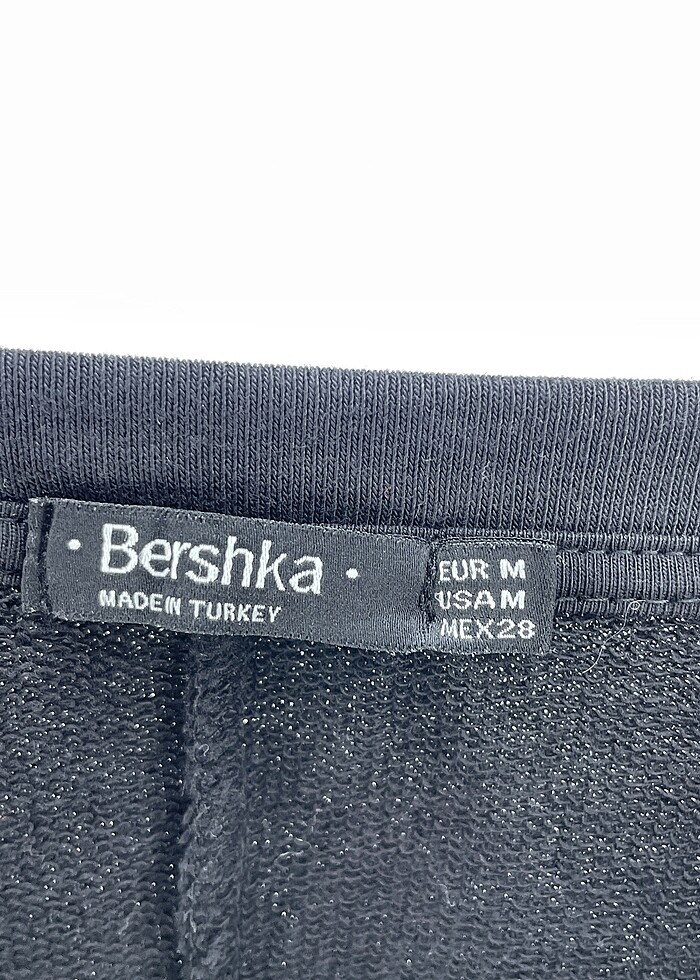 · Bershka ·
MADE IN TURKEY
EUR M
USA M
MEX 28